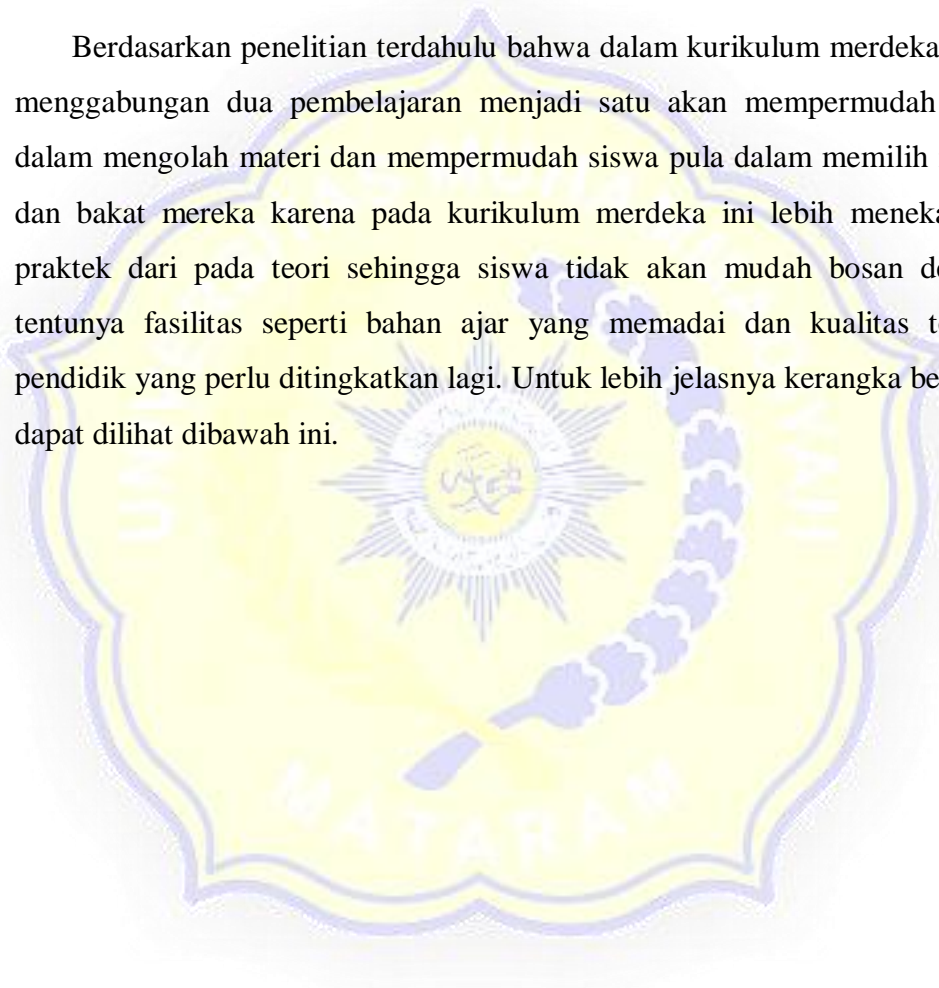 Berdasarkan penelitian terdahulu bahwa dalam kurikulum merdeka
menggabungan dua pembelajaran menjadi satu akan mempermudah
dalam mengolah materi dan mempermudah siswa pula dalam memilih
dan bakat mereka karena pada kurikulum merdeka ini lebih meneka
praktek dari pada teori sehingga siswa tidak akan mudah bosan de
tentunya fasilitas seperti bahan ajar yang memadai dan kualitas te
pendidik yang perlu ditingkatkan lagi. Untuk lebih jelasnya kerangka be
dapat dilihat dibawah ini.
MATARAM